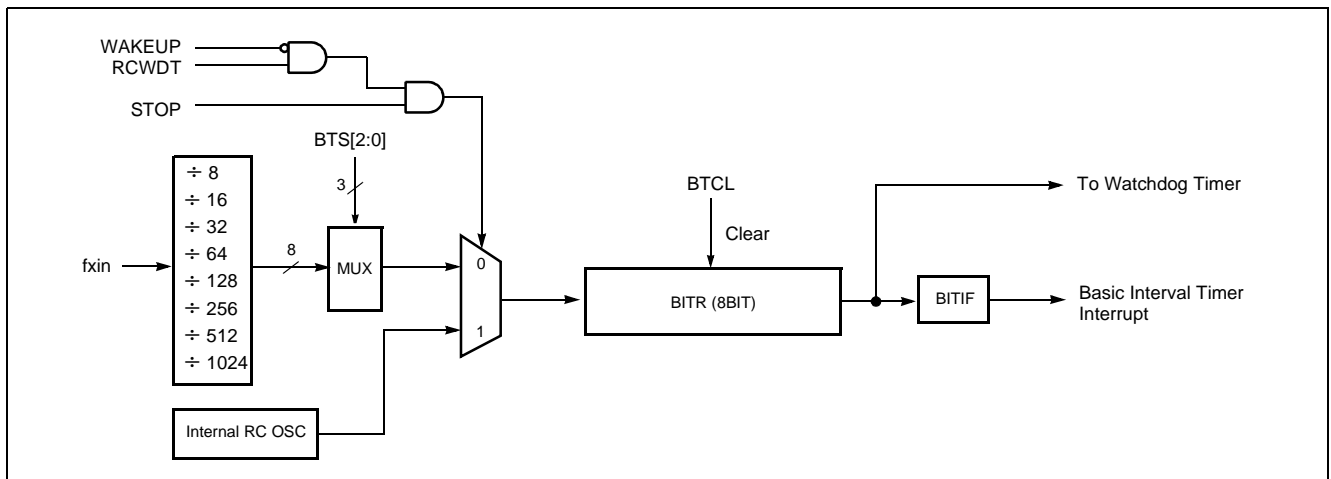 WAKEUP
RCWDT
STOP
BTS[2:0]
3
÷ 8
÷ 16
÷ 32
÷ 64
÷ 128
÷ 256
÷ 512
÷ 1024
fxin
8
MUX
0
1
Internal RC OSC
BTCL
Clear
BITR (8BIT)
To Watchdog Timer
BITIF
Basic Interval Timer
Interrupt